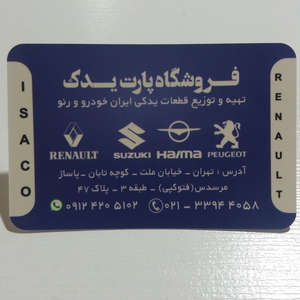 فروشگاه پارت یدک
تهیه و توزیع قطعات یدکی ایران خودرو و رنو
RENAULT SUZUKI Haima PEUGEOT
آدرس : تهران - خیابان ملت - کوچه تابان - پاساژ
مرسدس (فتوکپی) - طبقه ۳ - پلاک ۴۷
۰۹۱۲ ۴۲۰ ۵۱۰۲ ۰۲۱ - ۳۳۹۴ ۴۰۵۸
ISACO
RENAULT